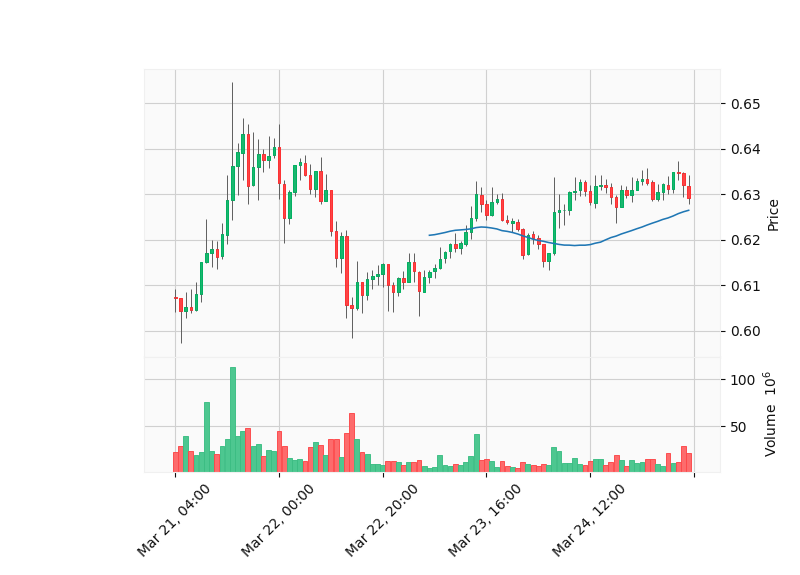 0.65
0.64
0.63
0.62
0.61
0.60
Price
100
50
Volume 10^6
Mar 21, 04:00
Mar 22, 00:00
Mar 22, 20:00
Mar 23, 16:00
Mar 24, 12:00